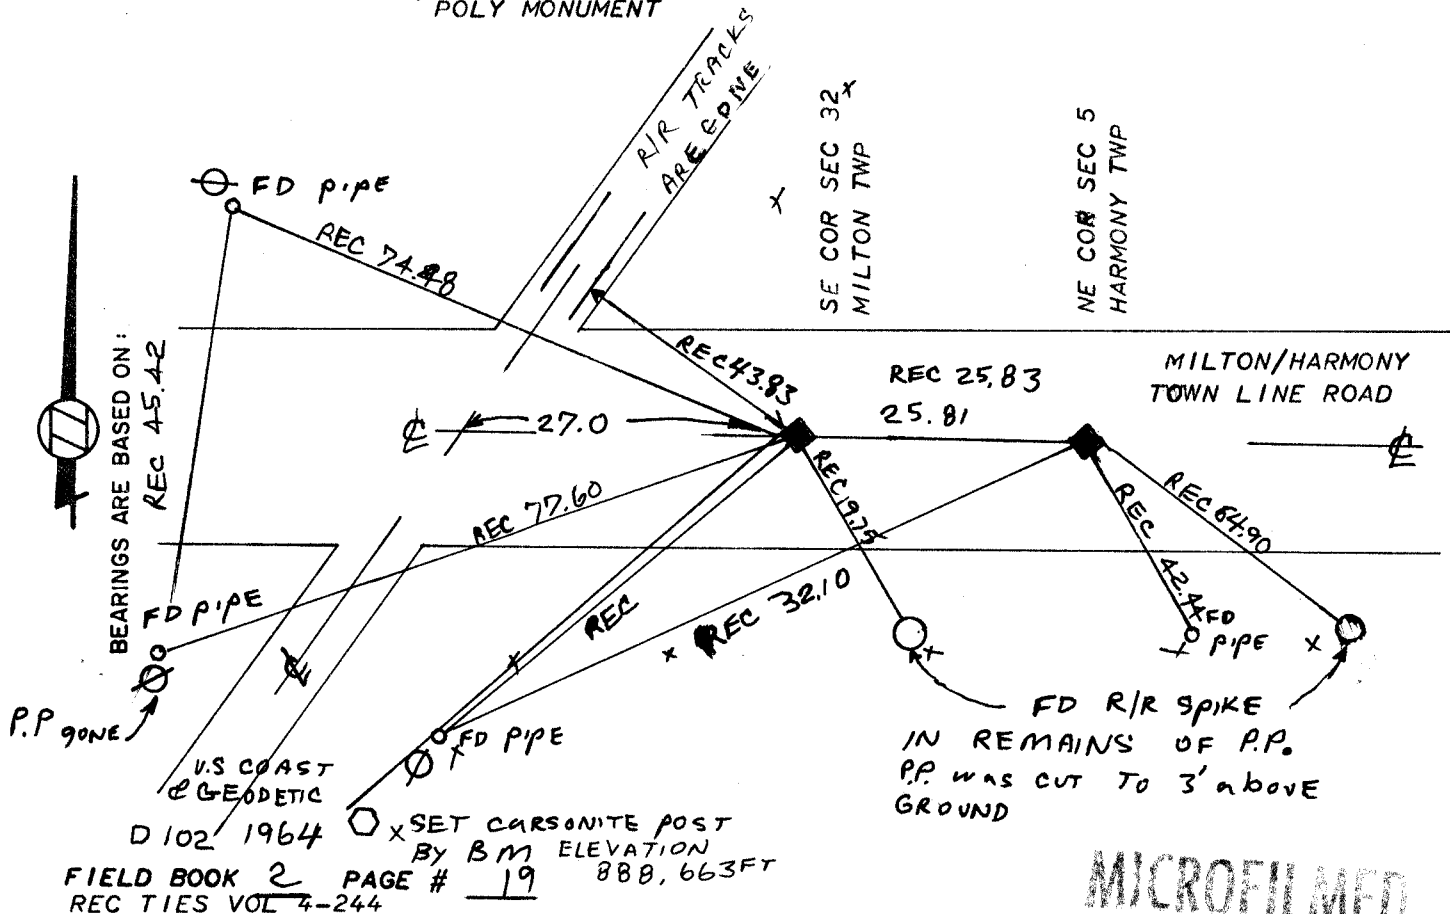 POLY MONUMENT
R/R TRACKS
ARE GONE
SE COR SEC 32
MILTON TWP
NE COR SEC 5
HARMONY TWP
FD PIPE
REC 74.48
BEARINGS ARE BASED ON:
REC 45.42
REC 43.83
REC 25.83
25.81
MILTON/HARMONY
TOWN LINE ROAD
27.0
REC 77.60
REC 19.75
REC 42.44
REC 64.90
REC
REC 32.10
FD PIPE
P.P GONE
FD PIPE
FD
PIPE
FD R/R SPIKE
IN REMAINS OF P.P.
P.P. was CUT TO 3' above
GROUND
U.S COAST
& GEODETIC
D 102 1964
x SET CARSONITE POST
BY BM ELEVATION
888.663 FT
FIELD BOOK 2 PAGE # 19
REC TIES VOL 4-244
MICROFILMED